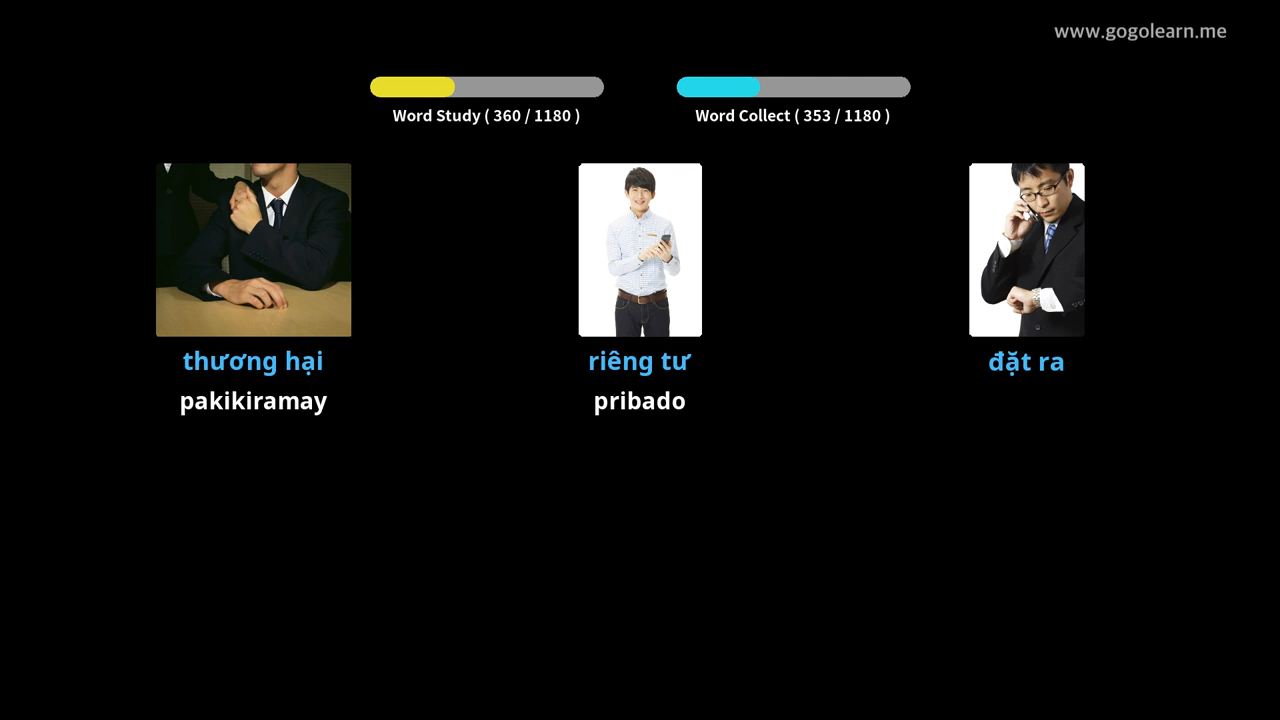 www.gogolearn.me
Word Study ( 360 / 1180 )
Word Collect ( 353 / 1180 )
thương hại
pakikiramay
riêng tư
pribado
đặt ra